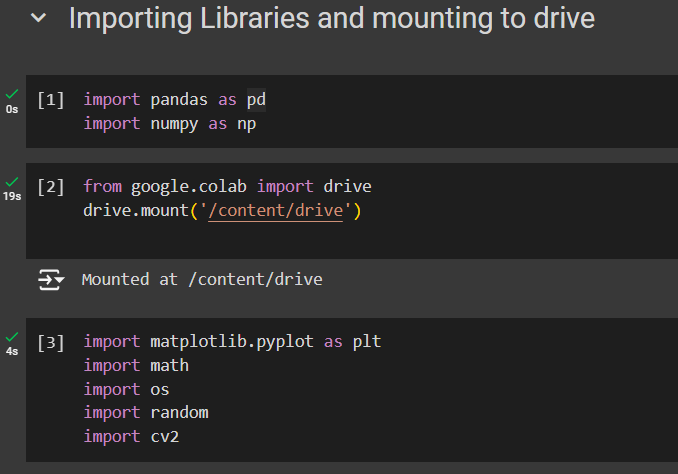 Importing Libraries and mounting to drive
[1] import pandas as pd
0s
import numpy as np
[2] from google.colab import drive
19s
drive.mount('/content/drive')
Mounted at /content/drive
[3] import matplotlib.pyplot as plt
4s
import math
import os
import random
import cv2